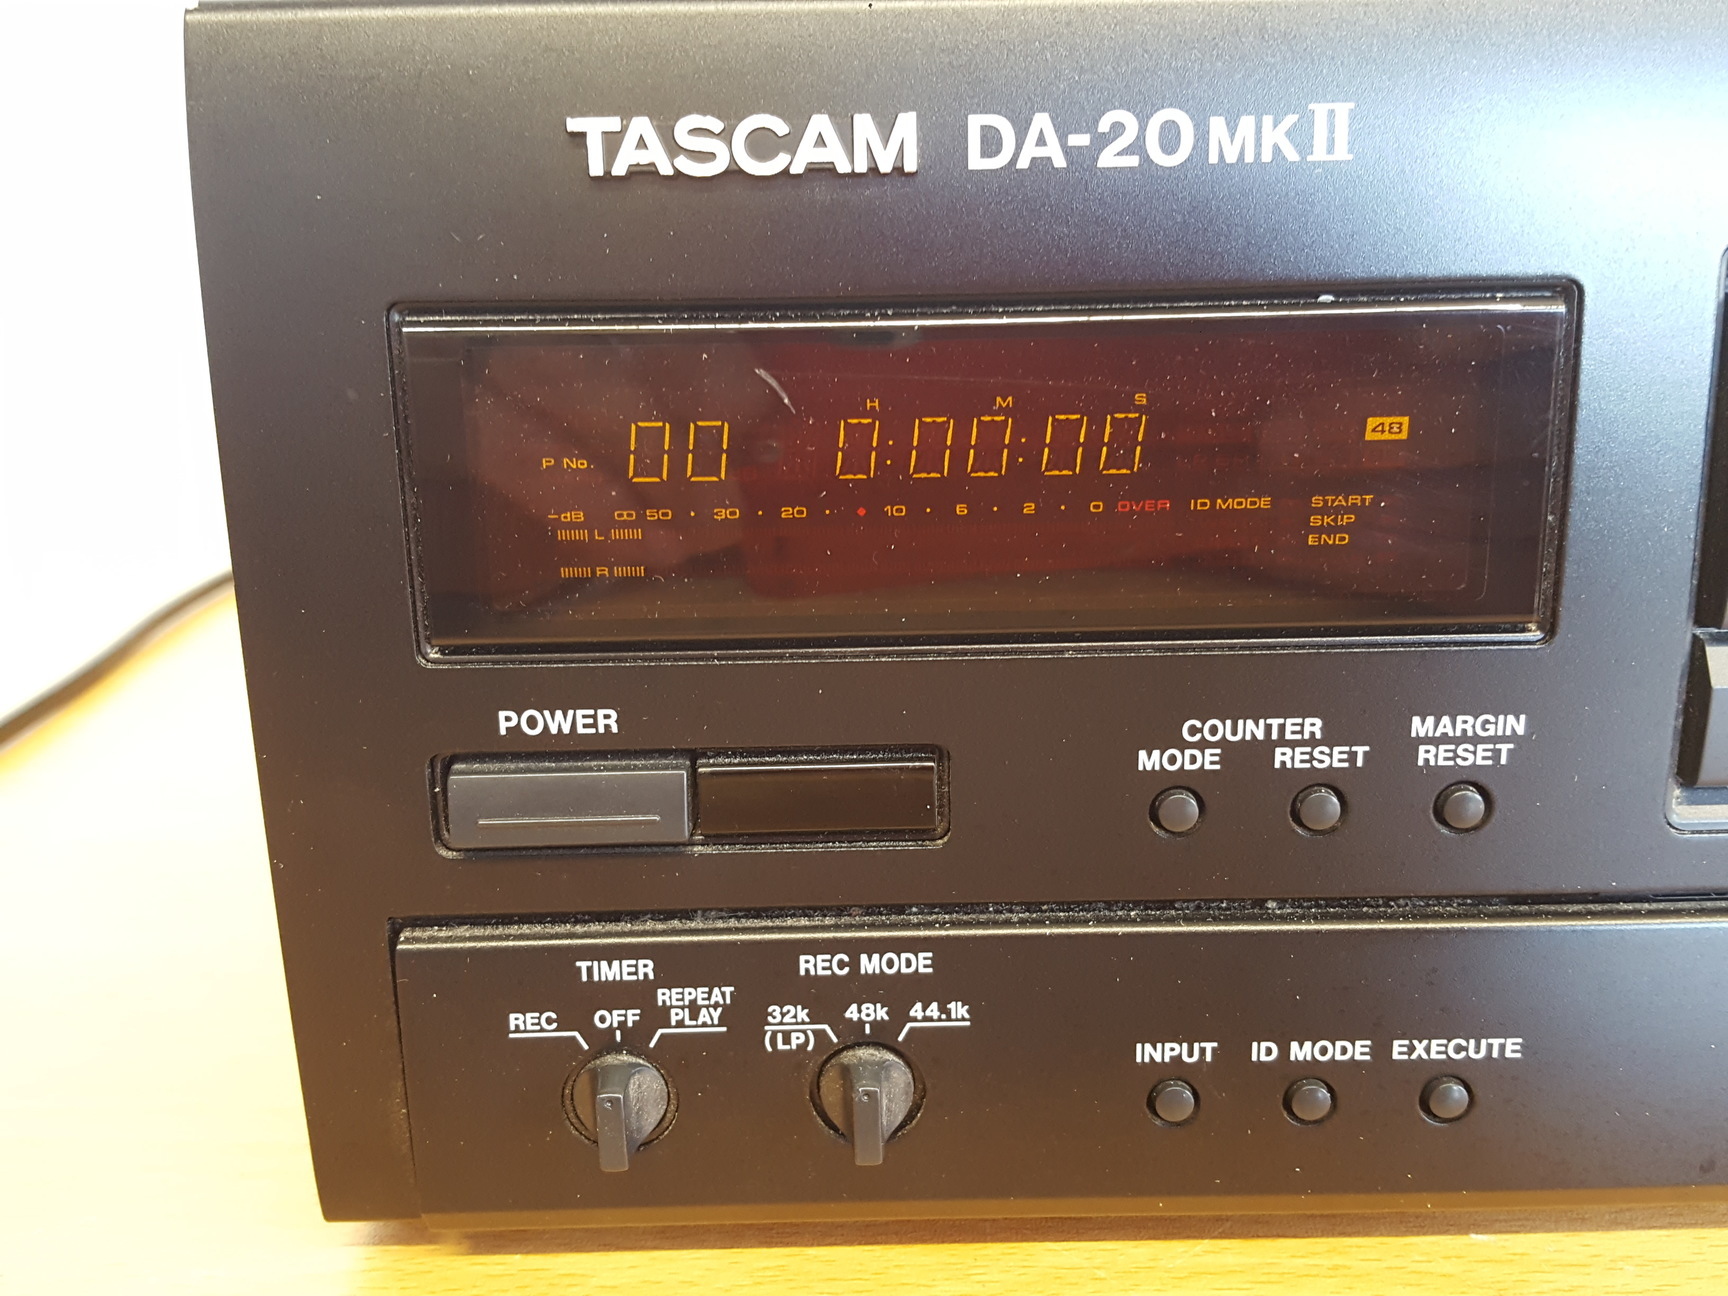 TASCAM DA-20 MKII
H M S
P No. 00 0:00:00 48
-dB ∞ 50 · 30 · 20 · ♦ 10 · 6 · 2 · 0 OVER ID MODE START
SKIP
L
END
R
POWER
COUNTER
MODE RESET
MARGIN
RESET
TIMER
REC OFF REPEAT
PLAY
REC MODE
32k 48k 44.1k
(LP)
INPUT ID MODE EXECUTE